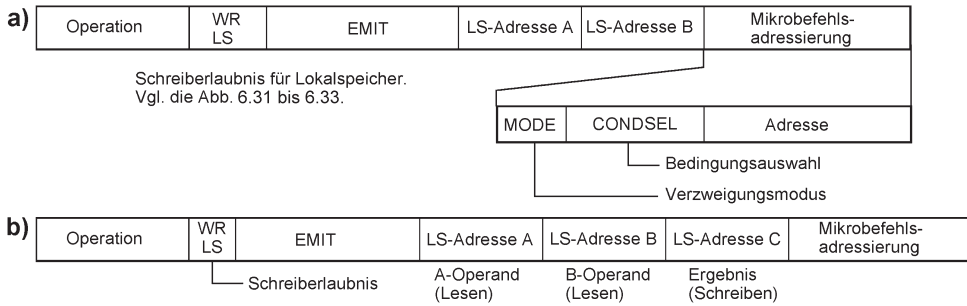 a)
Operation
WR
LS
EMIT
LS-Adresse A
LS-Adresse B
Mikrobefehls-
adressierung
Schreiberlaubnis für Lokalspeicher.
Vgl. die Abb. 6.31 bis 6.33.
MODE
CONDSEL
Adresse
Bedingungsauswahl
Verzweigungsmodus
b)
Operation
WR
LS
EMIT
LS-Adresse A
LS-Adresse B
LS-Adresse C
Mikrobefehls-
adressierung
Schreiberlaubnis
A-Operand
(Lesen)
B-Operand
(Lesen)
Ergebnis
(Schreiben)